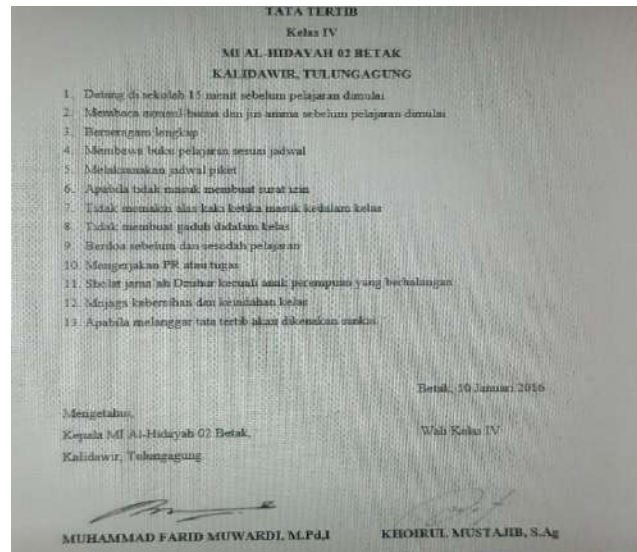 TATA TERTIB
Kelas IV
MI AL-HIDAYAH 02 BETAK
KALIDAWIR, TULUNGAGUNG
1. Datang di sekolah 15 menit sebelum pelajaran dimulai
2. Membaca asmaul-husna dan jus amma sebelum pelajaran dimulai
3. Berseragam lengkap
4. Membawa buku pelajaran sesuai jadwal
5. Melaksanakan jadwal piket
6. Apabila tidak masuk membuat surat izin
7. Tidak memakai alas kaki ketika masuk kedalam kelas
8. Tidak membuat gaduh didalam kelas
9. Berdoa sebelum dan sesudah pelajaran
10. Mengerjakan PR atau tugas
11. Sholat jama'ah Dzuhur kecuali anak perempuan yang berhalangan
12. Mejaga kebersihan dan keindahan kelas
13. Apabila melanggar tata tertib akan dikenakan sanksi
Betak, 10 Januari 2016
Mengetahui,
Kepala MI Al-Hidayah 02 Betak, Wali Kelas IV
Kalidawir, Tulungagung
MUHAMMAD FARID MUWARDI, M.Pd,I KHOIRUL MUSTAJIB, S.Ag